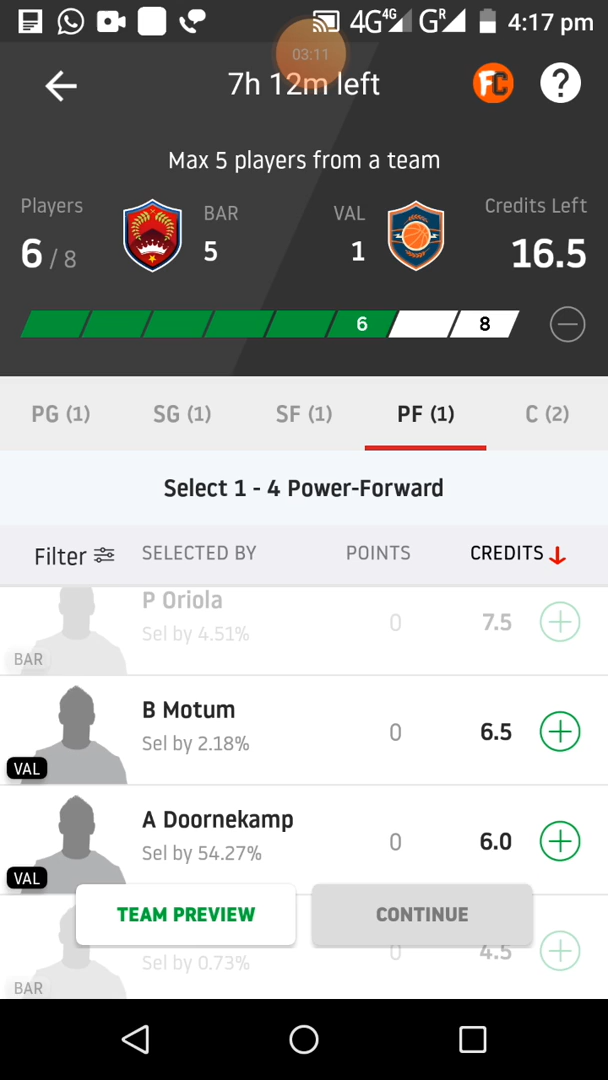 4G 4G GR 4:17 pm
03:11
7h 12m left
FC ?
Max 5 players from a team
Players BAR VAL Credits Left
6 / 8 5 1 16.5
6 8
PG (1) SG (1) SF (1) PF (1) C (2)
Select 1 - 4 Power-Forward
Filter SELECTED BY POINTS CREDITS
P Oriola
Sel by 4.51% 0 7.5
BAR
B Motum
Sel by 2.18% 0 6.5
VAL
A Doornekamp
Sel by 54.27% 0 6.0
VAL
TEAM PREVIEW CONTINUE
Sel by 0.73% 0 4.5
BAR